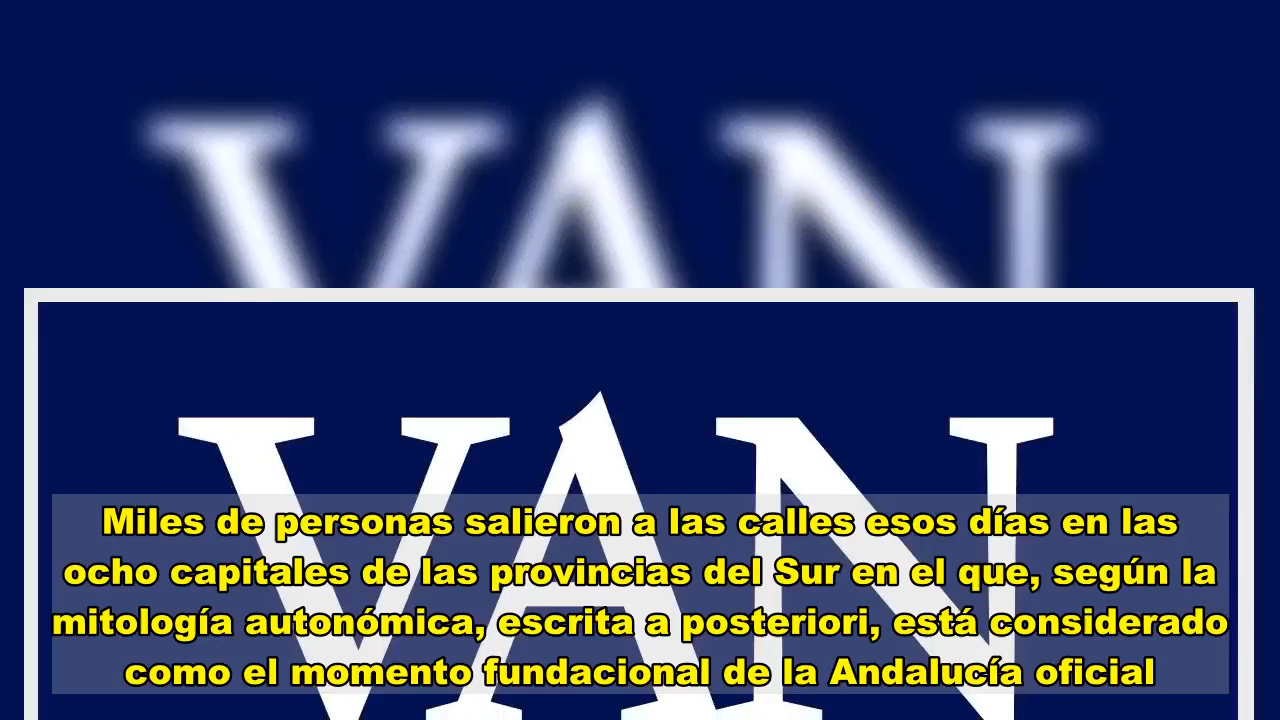 VAN
VAN
Miles de personas salieron a las calles esos días en las
ocho capitales de las provincias del Sur en el que, según la
mitología autonómica, escrita a posteriori, está considerado
como el momento fundacional de la Andalucía oficial